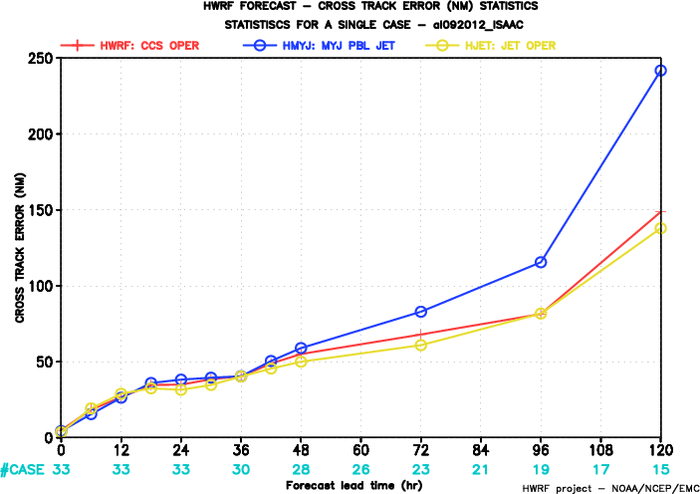 HWRF FORECAST – CROSS TRACK ERROR (NM) STATISTICS
STATISTISCS FOR A SINGLE CASE – al092012_ISAAC
HWRF: CCS OPER HMYJ: MYJ PBL JET HJET: JET OPER
250
200
150
100
50
0
CROSS TRACK ERROR (NM)
0 12 24 36 48 60 72 84 96 108 120
#CASE 33 33 33 30 28 26 23 21 19 17 15
Forecast lead time (hr)
HWRF project – NOAA/NCEP/EMC